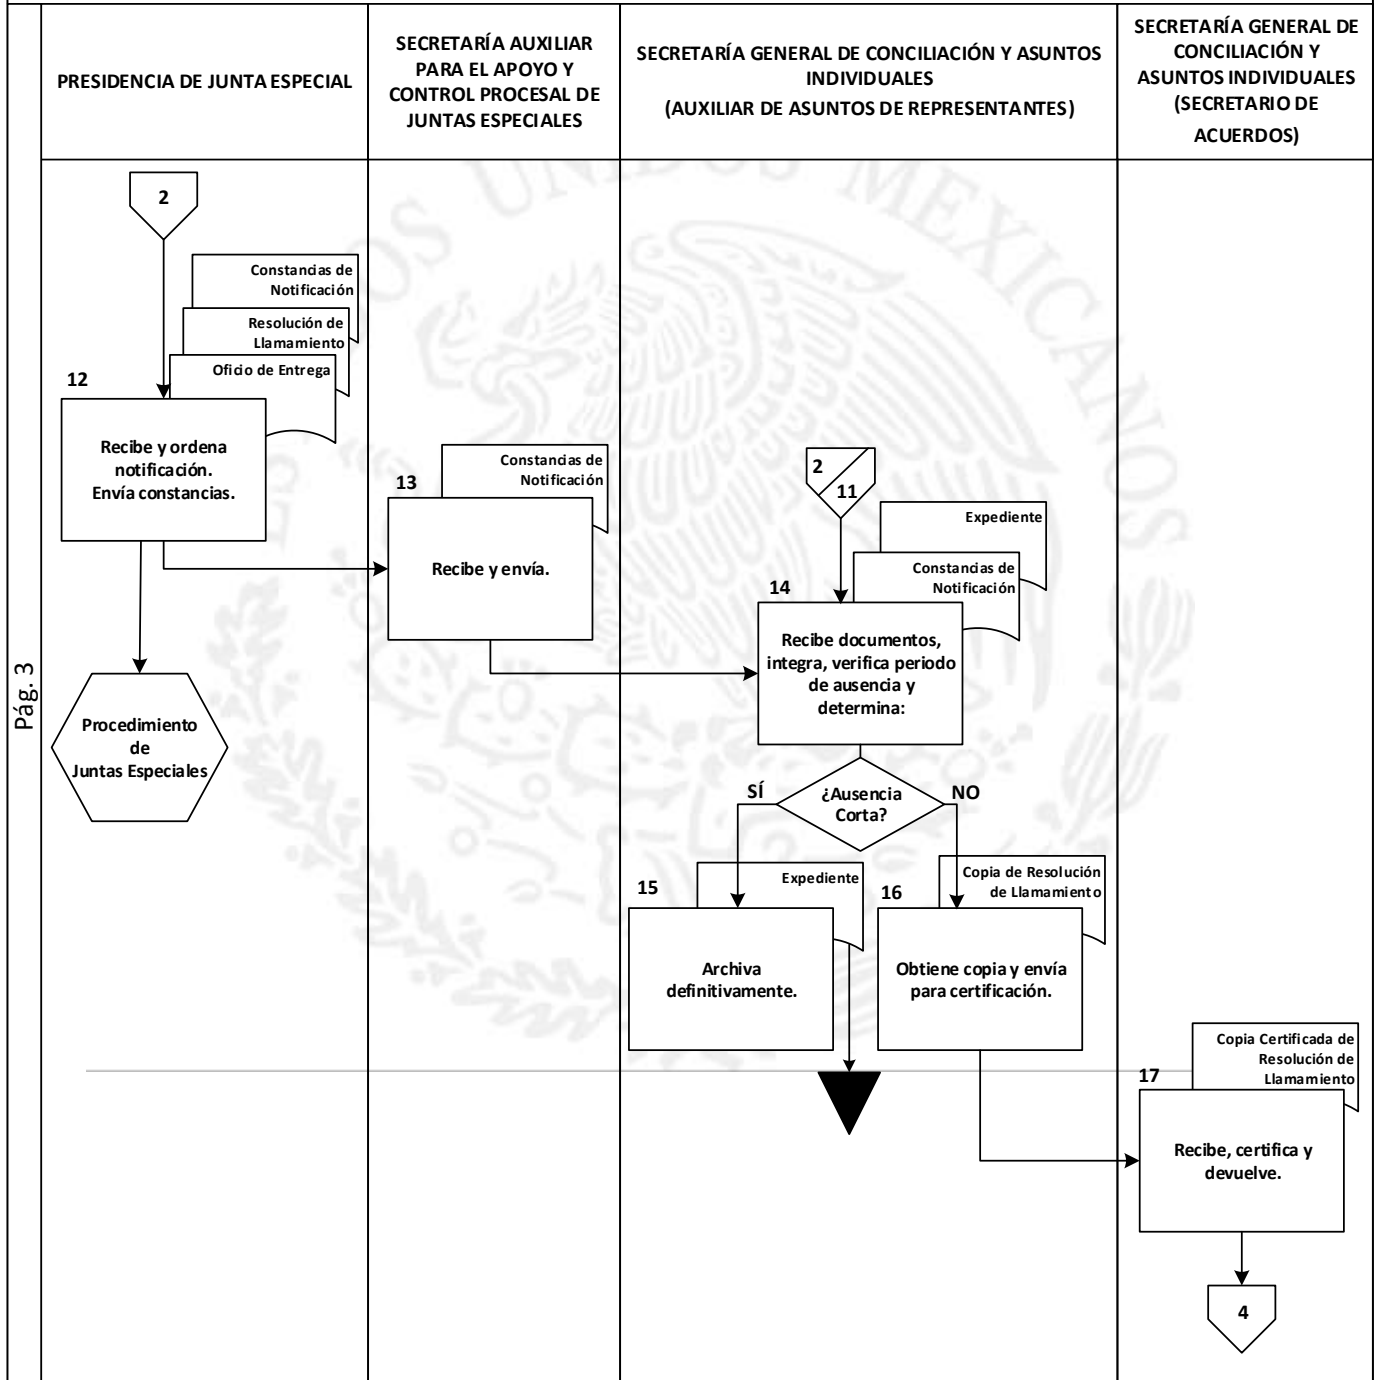 PRESIDENCIA DE JUNTA ESPECIAL
SECRETARÍA AUXILIAR
PARA EL APOYO Y
CONTROL PROCESAL DE
JUNTAS ESPECIALES
SECRETARÍA GENERAL DE CONCILIACIÓN Y ASUNTOS
INDIVIDUALES
(AUXILIAR DE ASUNTOS DE REPRESENTANTES)
SECRETARÍA GENERAL DE
CONCILIACIÓN Y
ASUNTOS INDIVIDUALES
(SECRETARIO DE
ACUERDOS)
Pág. 3
2
Constancias de
Notificación
Resolución de
Llamamiento
Oficio de Entrega
12
Recibe y ordena
notificación.
Envía constancias.
Procedimiento
de
Juntas Especiales
Constancias de
Notificación
13
Recibe y envía.
2
11
Expediente
Constancias de
Notificación
14
Recibe documentos,
integra, verifica periodo
de ausencia y
determina:
¿Ausencia
Corta?
SÍ
NO
Expediente
15
Archiva
definitivamente.
Copia de Resolución
de Llamamiento
16
Obtiene copia y envía
para certificación.
Copia Certificada de
Resolución de
Llamamiento
17
Recibe, certifica y
devuelve.
4
OS UNIDOS MEXICANOS